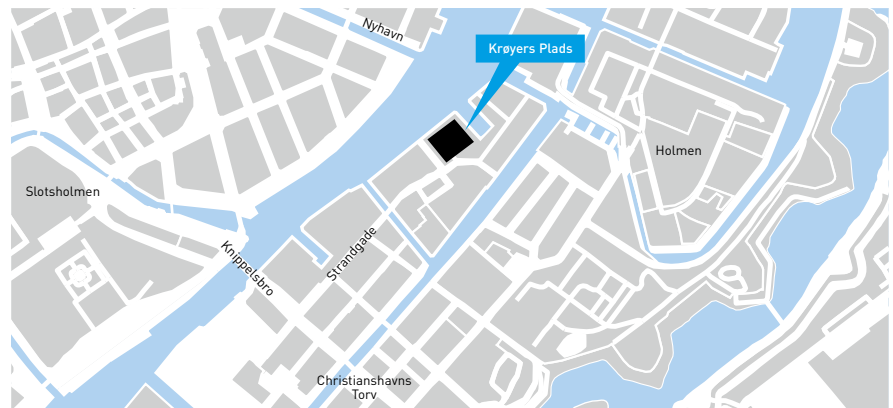 Nyhavn
Krøyers Plads
Holmen
Slotsholmen
Knippelsbro
Strandgade
Christianshavns
Torv